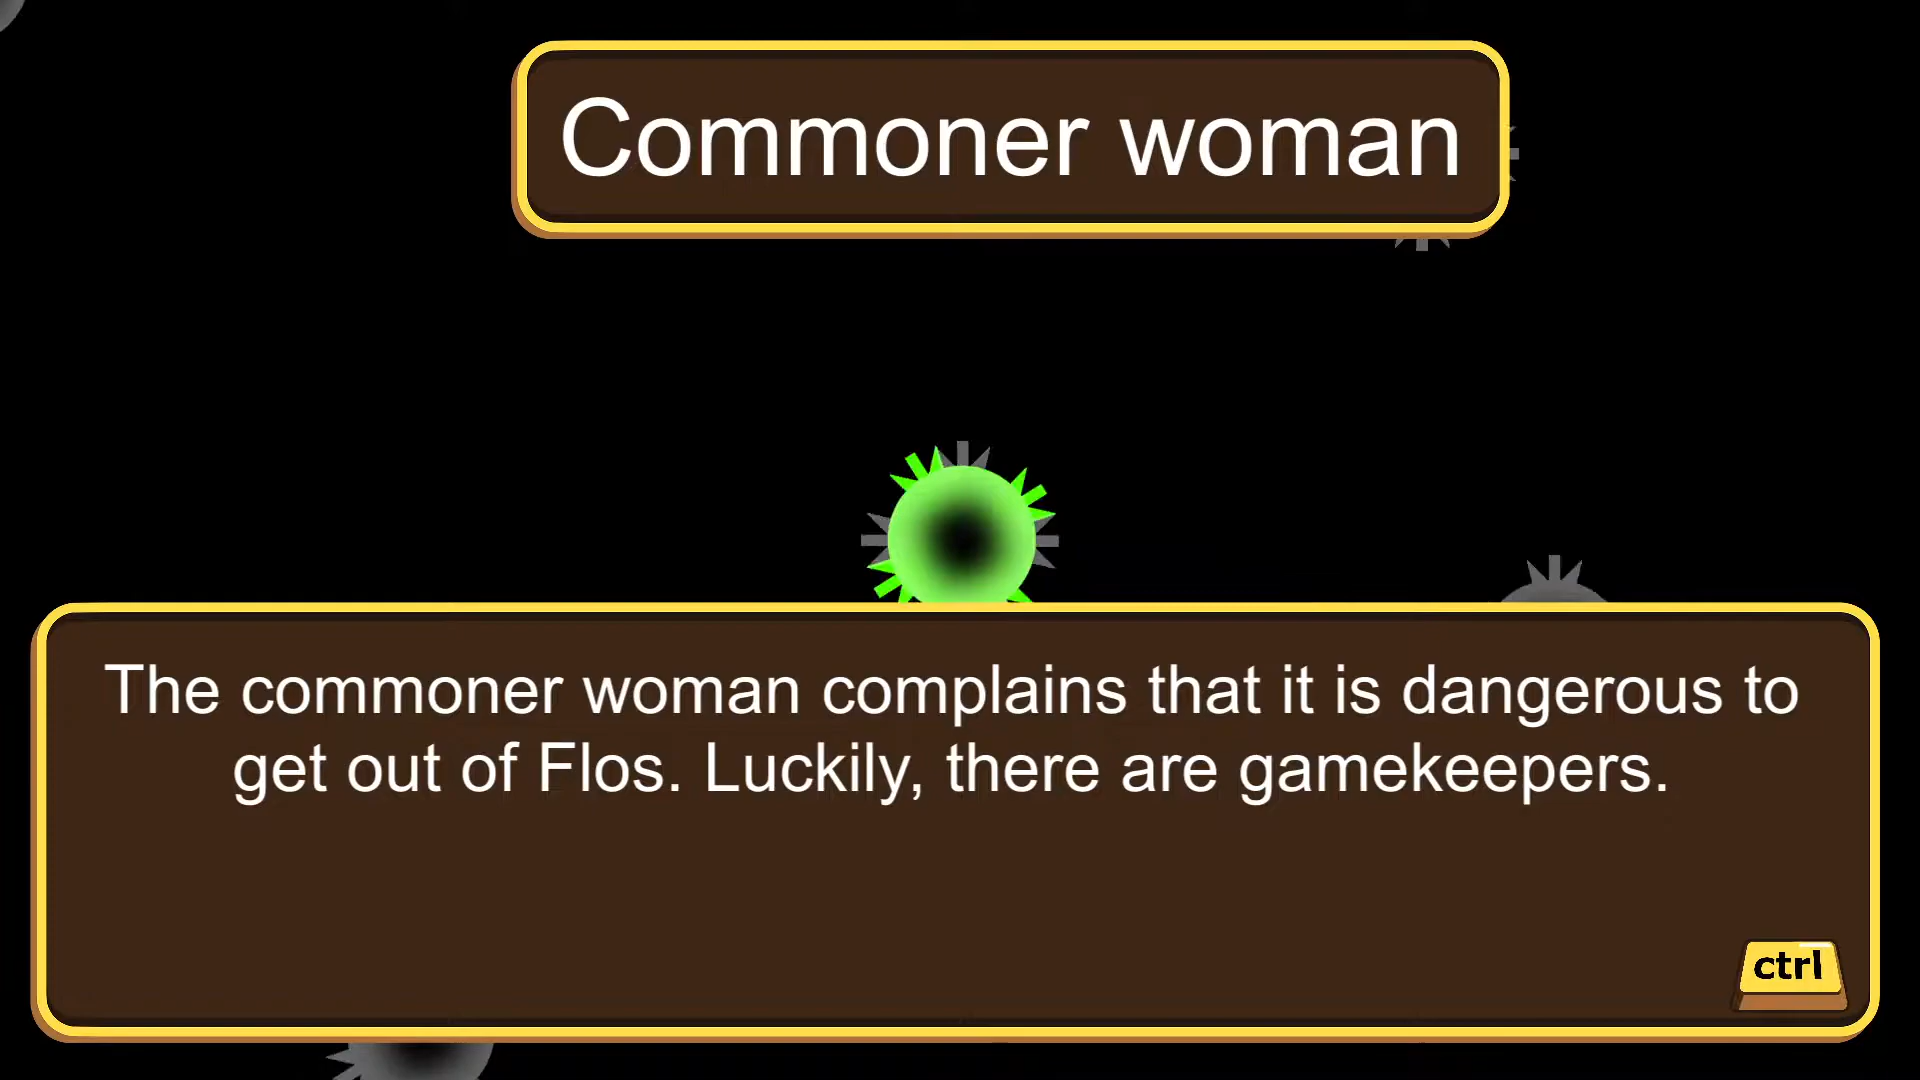 Commoner woman
The commoner woman complains that it is dangerous to
get out of Flos. Luckily, there are gamekeepers.
ctrl